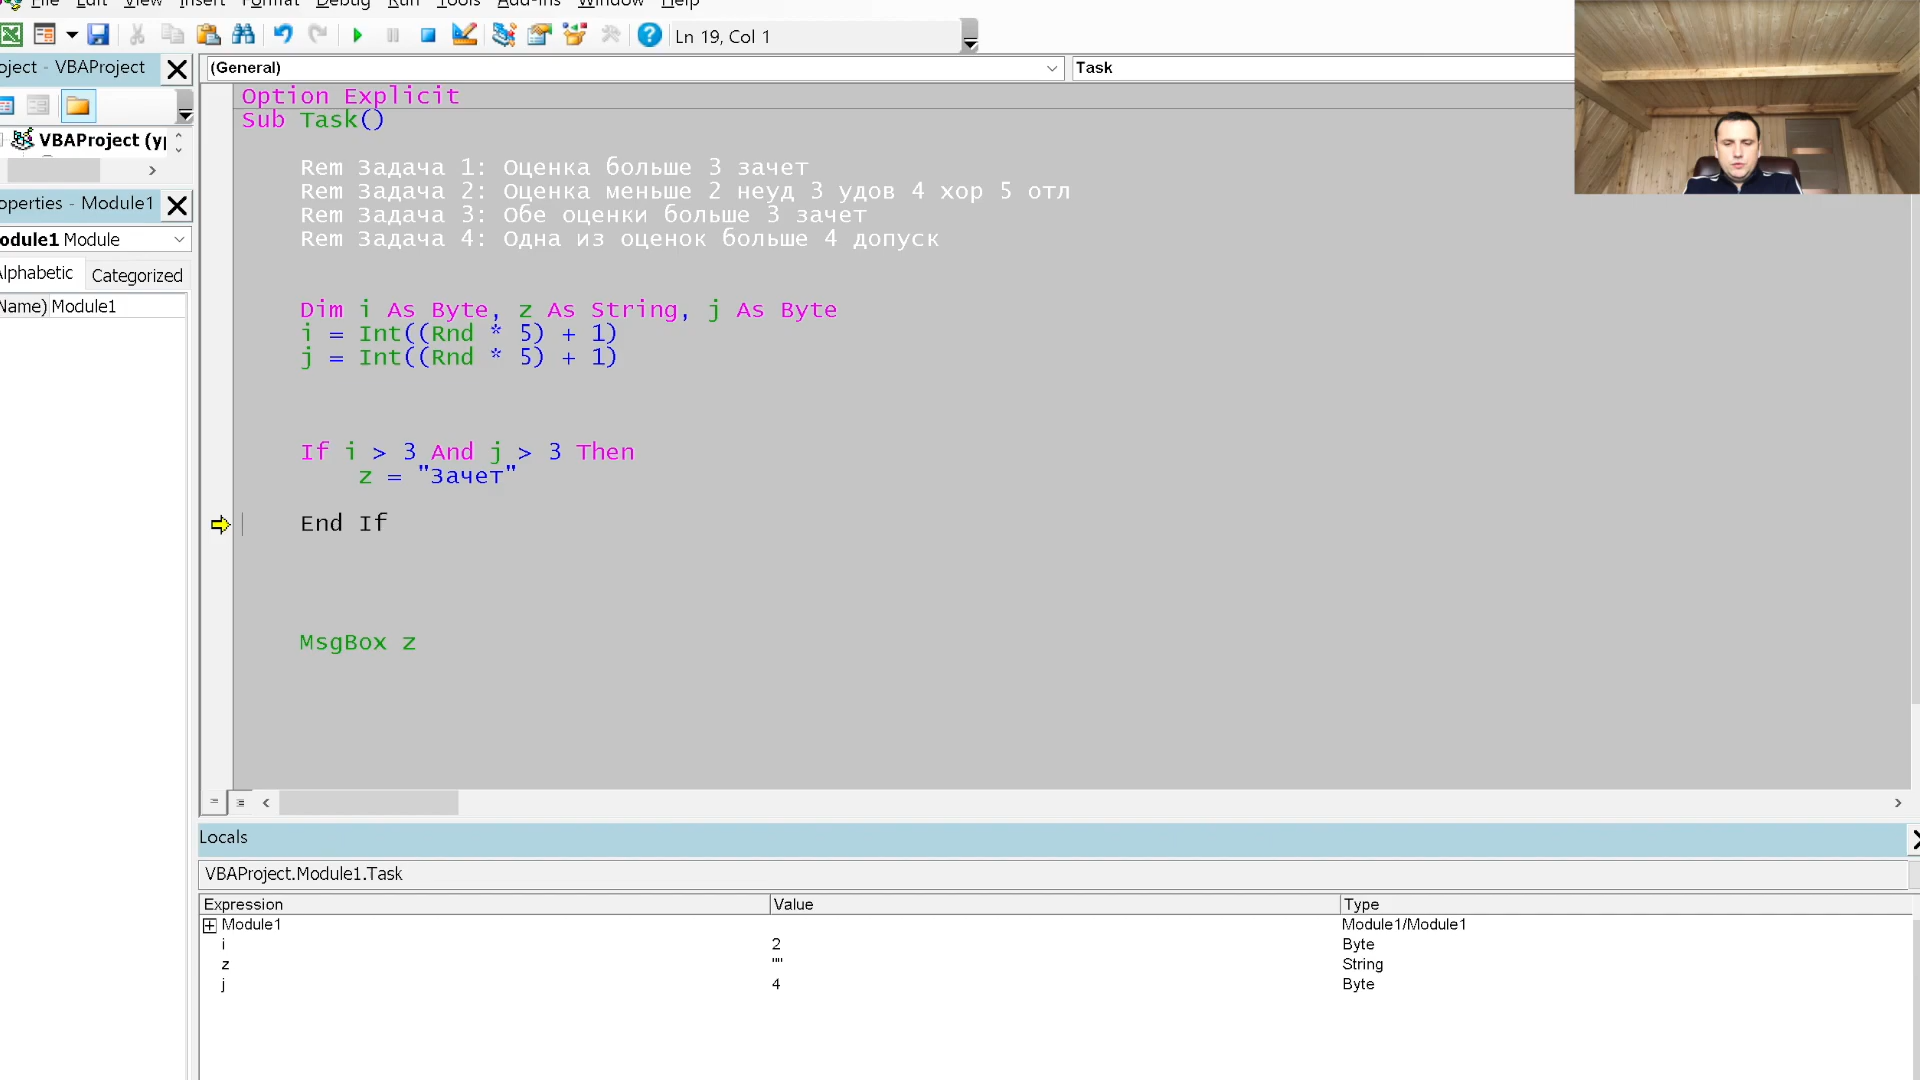 File Edit View Insert Format Debug Run Tools Add-Ins Window Help
Ln 19, Col 1
oject - VBAProject
(General)
Task
VBAProject (ур
operties - Module1
odule1 Module
Alphabetic Categorized
Name) Module1
Option Explicit
Sub Task()
Rem Задача 1: Оценка больше 3 зачет
Rem Задача 2: Оценка меньше 2 неуд 3 удов 4 хор 5 отл
Rem Задача 3: Обе оценки больше 3 зачет
Rem Задача 4: Одна из оценок больше 4 допуск
Dim i As Byte, z As String, j As Byte
i = Int((Rnd * 5) + 1)
j = Int((Rnd * 5) + 1)
If i > 3 And j > 3 Then
z = "Зачет"
End If
MsgBox z
Locals
VBAProject.Module1.Task
Expression Value Type
Module1 Module1/Module1
i 2 Byte
z "" String
j 4 Byte